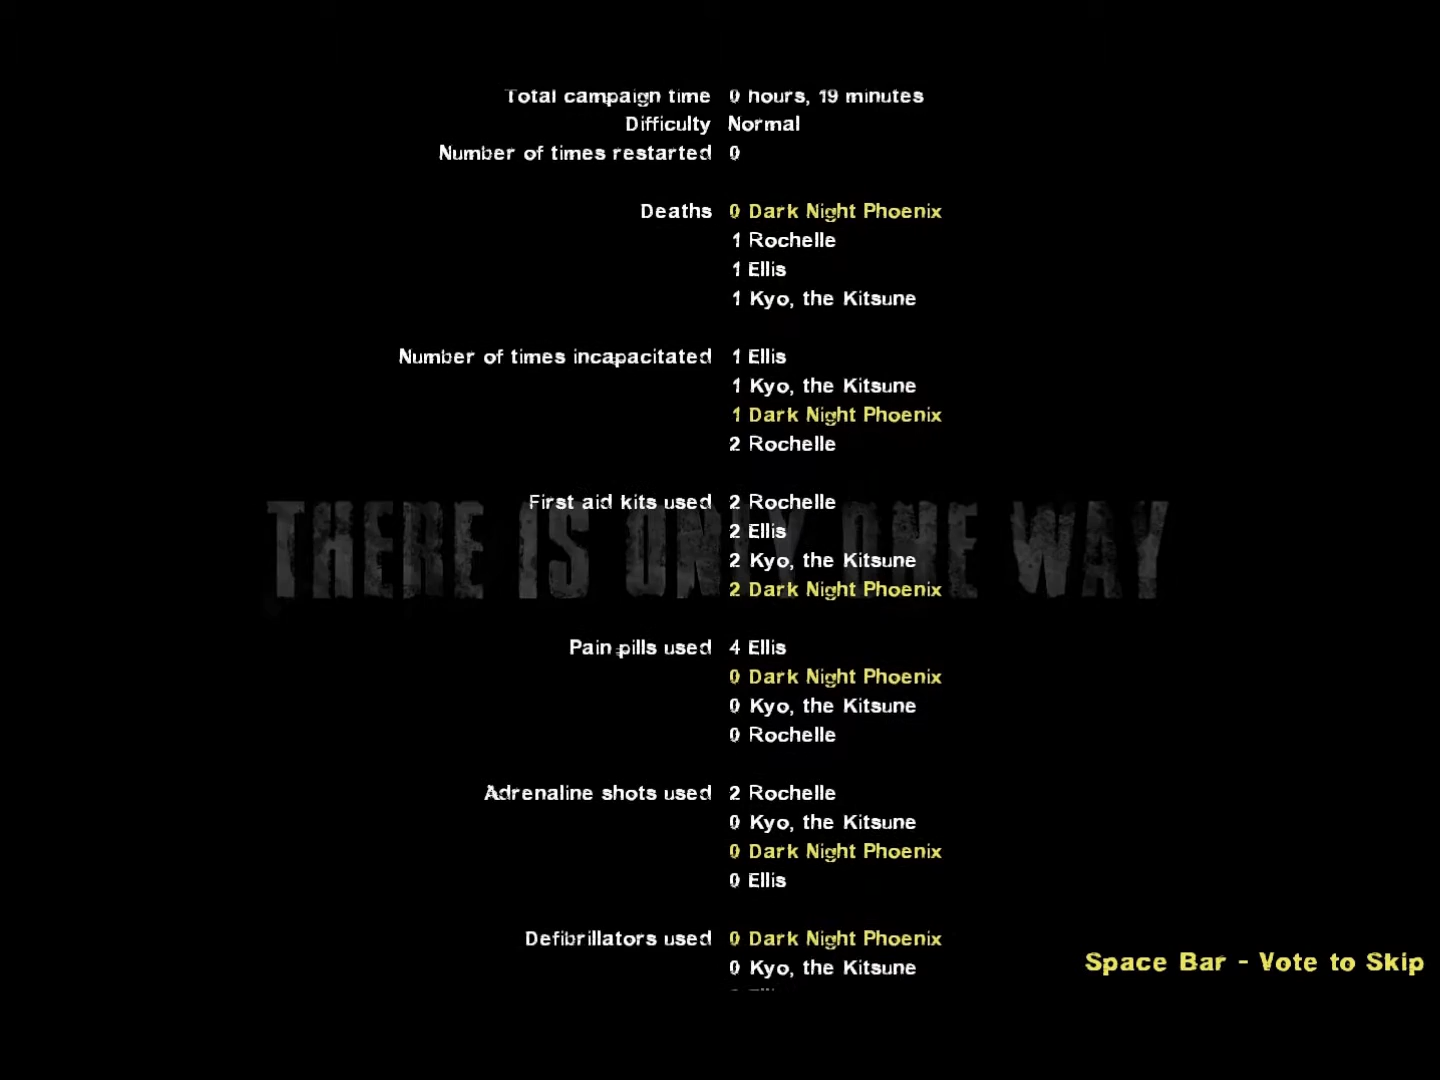 Total campaign time 0 hours, 19 minutes
Difficulty Normal
Number of times restarted 0
Deaths 0 Dark Night Phoenix
1 Rochelle
1 Ellis
1 Kyo, the Kitsune
Number of times incapacitated 1 Ellis
1 Kyo, the Kitsune
1 Dark Night Phoenix
2 Rochelle
First aid kits used 2 Rochelle
2 Ellis
THERE IS ONLY ONE WAY
2 Kyo, the Kitsune
2 Dark Night Phoenix
Pain pills used 4 Ellis
0 Dark Night Phoenix
0 Kyo, the Kitsune
0 Rochelle
Adrenaline shots used 2 Rochelle
0 Kyo, the Kitsune
0 Dark Night Phoenix
0 Ellis
Defibrillators used 0 Dark Night Phoenix
Space Bar - Vote to Skip
0 Kyo, the Kitsune